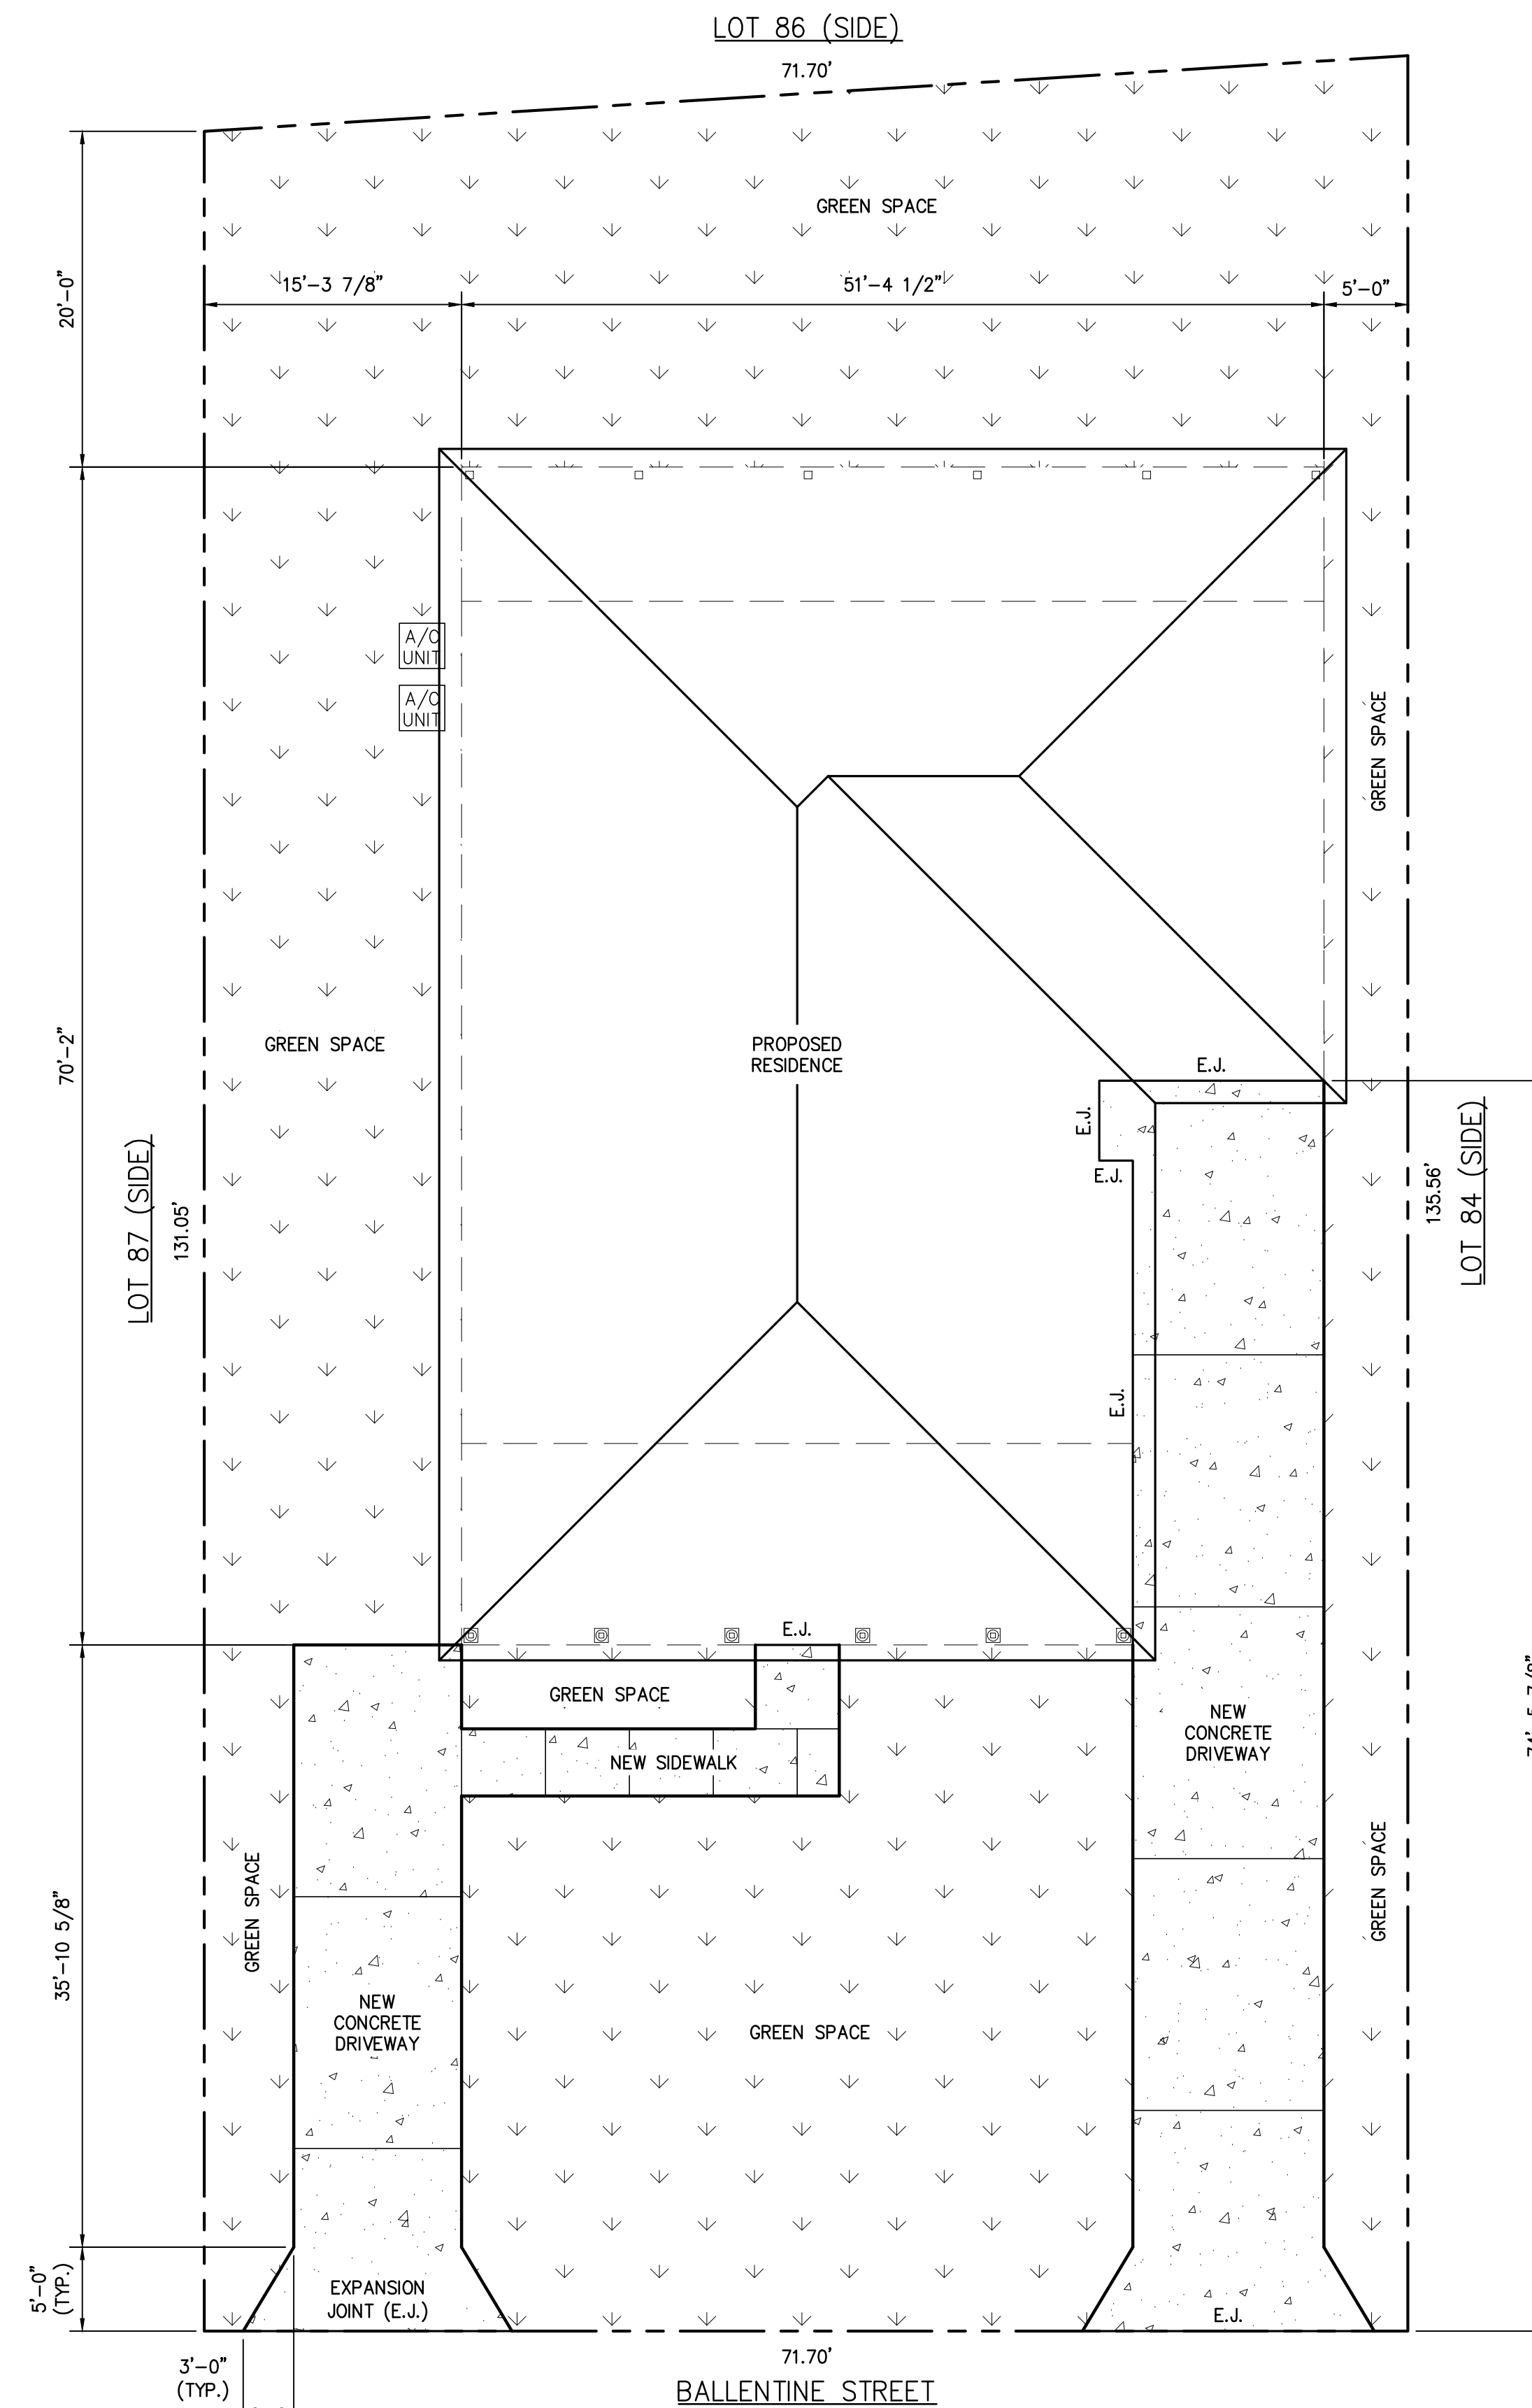 LOT 86 (SIDE)
71.70'
GREEN SPACE
15'-3 7/8"
51'-4 1/2"
5'-0"
20'-0"
A/C
UNIT
A/C
UNIT
GREEN SPACE
GREEN SPACE
PROPOSED
RESIDENCE
70'-2"
E.J.
E.J.
E.J.
LOT 87 (SIDE)
131.05'
135.56'
LOT 84 (SIDE)
E.J.
E.J.
GREEN SPACE
NEW SIDEWALK
NEW
CONCRETE
DRIVEWAY
GREEN SPACE
GREEN SPACE
35'-10 5/8"
NEW
CONCRETE
DRIVEWAY
GREEN SPACE
5'-0"
(TYP.)
EXPANSION
JOINT (E.J.)
E.J.
3'-0"
(TYP.)
71.70'
BALLENTINE STREET